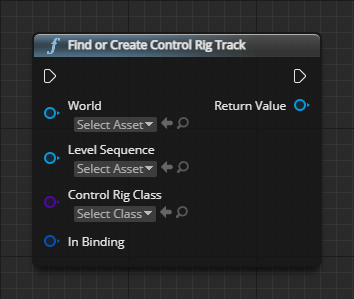 f Find or Create Control Rig Track
World Return Value
Select Asset
Level Sequence
Select Asset
Control Rig Class
Select Class
In Binding